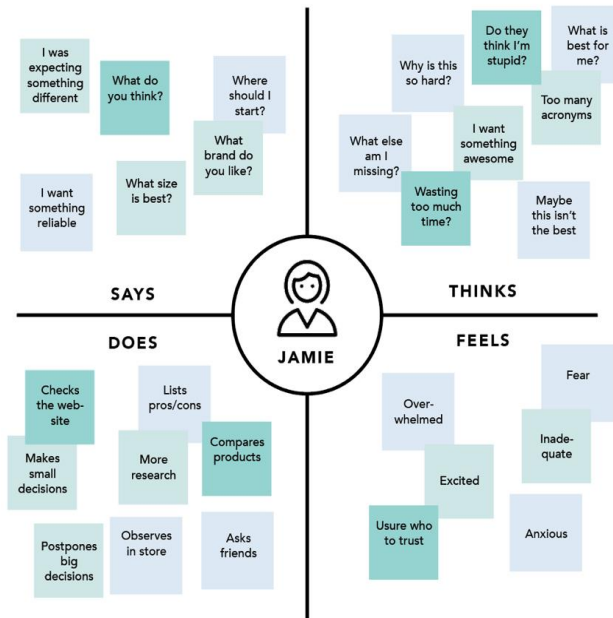 I was
expecting
something
different
What do
you think?
Where
should I
start?
What
brand do
you like?
What size
is best?
I want
something
reliable
SAYS
Why is this
so hard?
Do they
think I'm
stupid?
What is
best for
me?
Too many
acronyms
I want
something
awesome
What else
am I
missing?
Wasting
too much
time?
Maybe
this isn't
the best
THINKS
JAMIE
DOES
Checks
the web-
site
Lists
pros/cons
Compares
products
Makes
small
decisions
More
research
Postpones
big
decisions
Observes
in store
Asks
friends
FEELS
Over-
whelmed
Fear
Inade-
quate
Excited
Usure who
to trust
Anxious